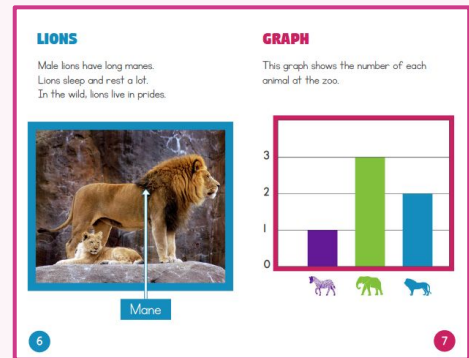 LIONS
Male lions have long manes.
Lions sleep and rest a lot.
In the wild, lions live in prides.
Mane
6
GRAPH
This graph shows the number of each
animal at the zoo.
3
2
1
0
7